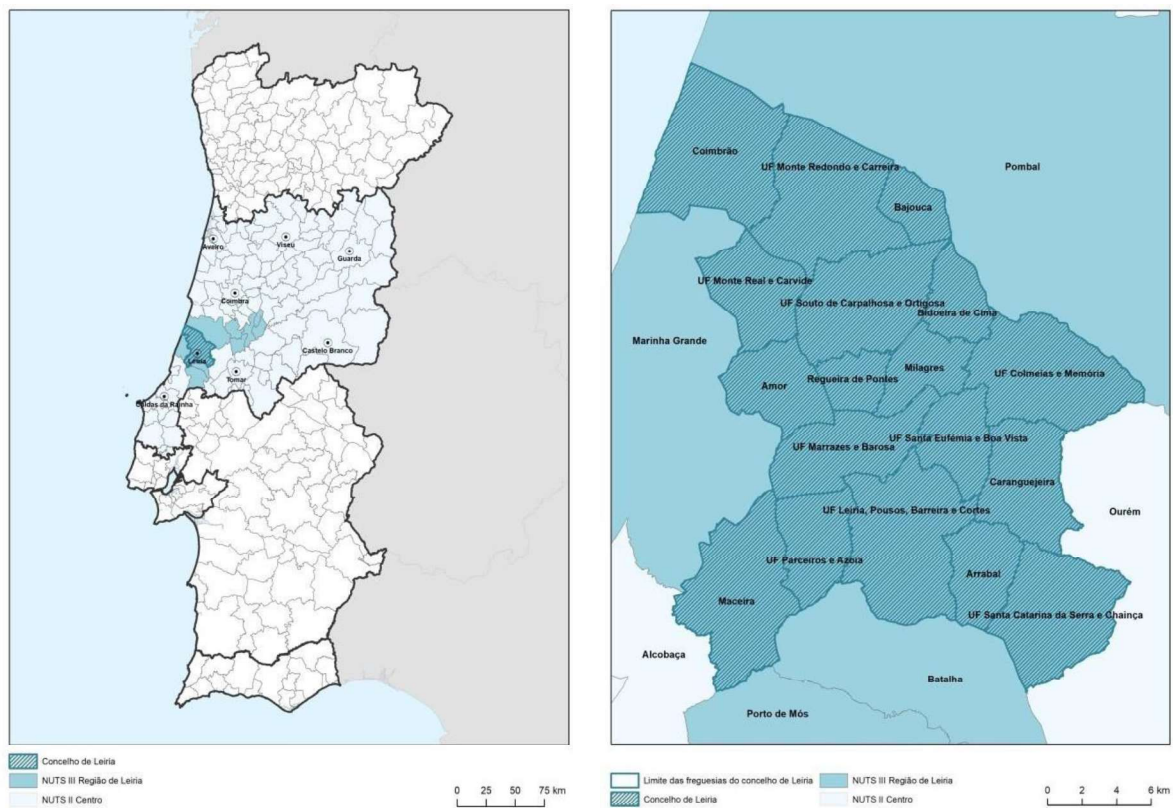 Aveiro
Viseu
Guarda
Coimbra
Leiria
Castelo Branco
Tomar
Caldas da Rainha
Concelho de Leiria
NUTS III Região de Leiria
NUTS II Centro
0 25 50 75 km
Coimbrão
UF Monte Redondo e Carreira
Pombal
Bajouca
UF Monte Real e Carvide
UF Souto de Carpalhosa e Ortigosa
Bidoeira de Cima
Marinha Grande
Milagres
UF Colmeias e Memória
Amor
Regueira de Pontes
UF Santa Eufémia e Boa Vista
UF Marrazes e Barosa
Caranguejeira
UF Leiria, Pousos, Barreira e Cortes
Ourém
UF Parceiros e Azoia
Arrabal
Maceira
UF Santa Catarina da Serra e Chainça
Alcobaça
Batalha
Porto de Mós
Limite das freguesias do concelho de Leiria
NUTS III Região de Leiria
Concelho de Leiria
NUTS II Centro
0 2 4 6 km